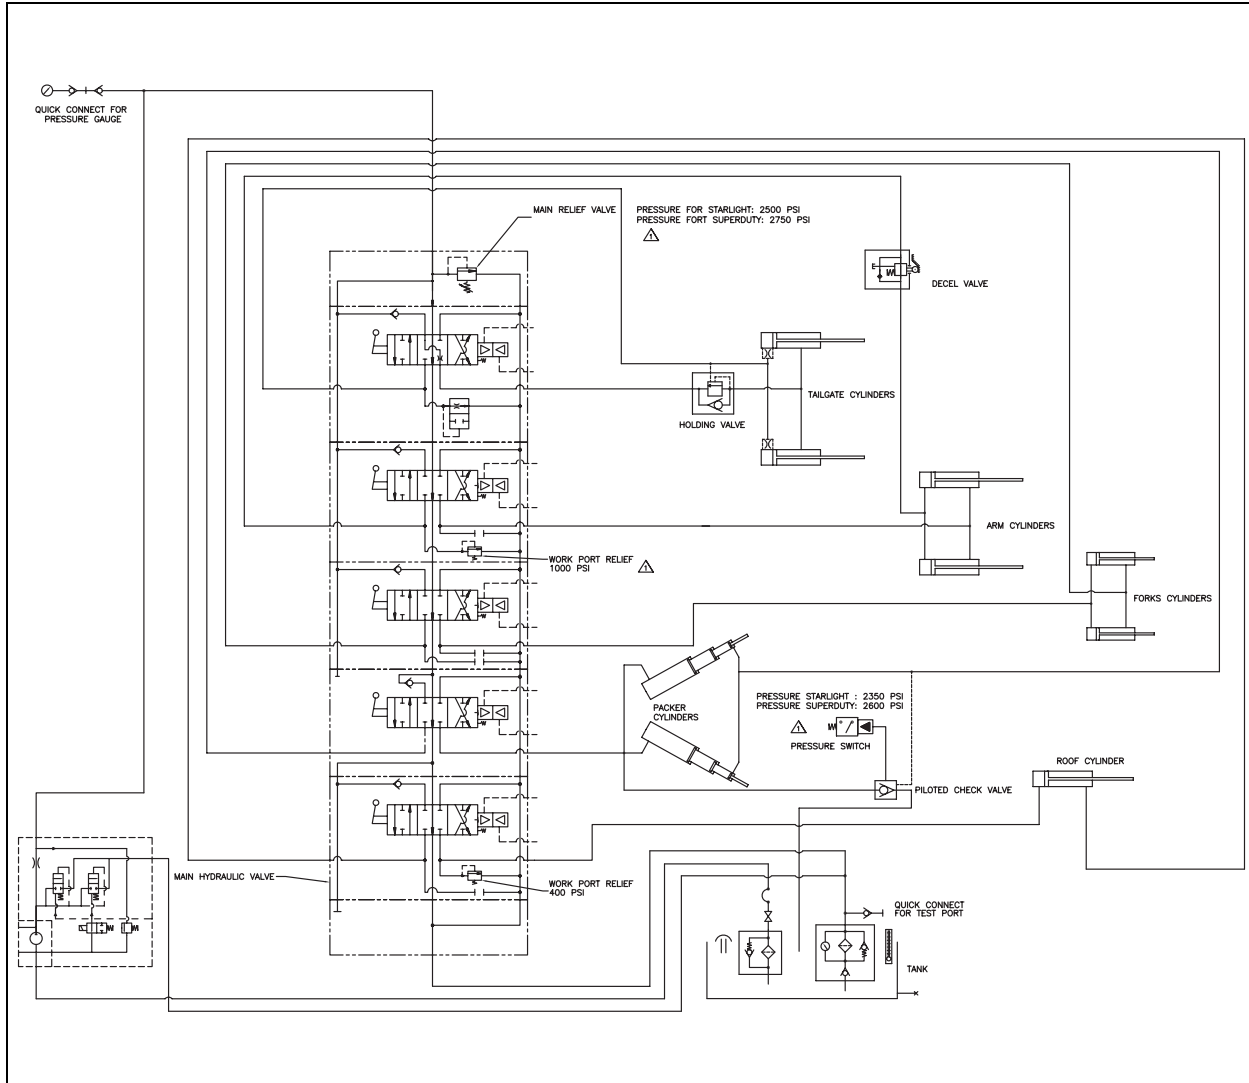 QUICK CONNECT FOR
PRESSURE GAUGE
MAIN RELIEF VALVE
PRESSURE FOR STARLIGHT: 2500 PSI
PRESSURE FORT SUPERDUTY: 2750 PSI
1
DECEL VALVE
TAILGATE CYLINDERS
HOLDING VALVE
ARM CYLINDERS
WORK PORT RELIEF
1000 PSI
1
FORKS CYLINDERS
PACKER
CYLINDERS
PRESSURE STARLIGHT : 2350 PSI
PRESSURE SUPERDUTY: 2600 PSI
1
PRESSURE SWITCH
ROOF CYLINDER
PILOTED CHECK VALVE
MAIN HYDRAULIC VALVE
WORK PORT RELIEF
400 PSI
QUICK CONNECT
FOR TEST PORT
TANK